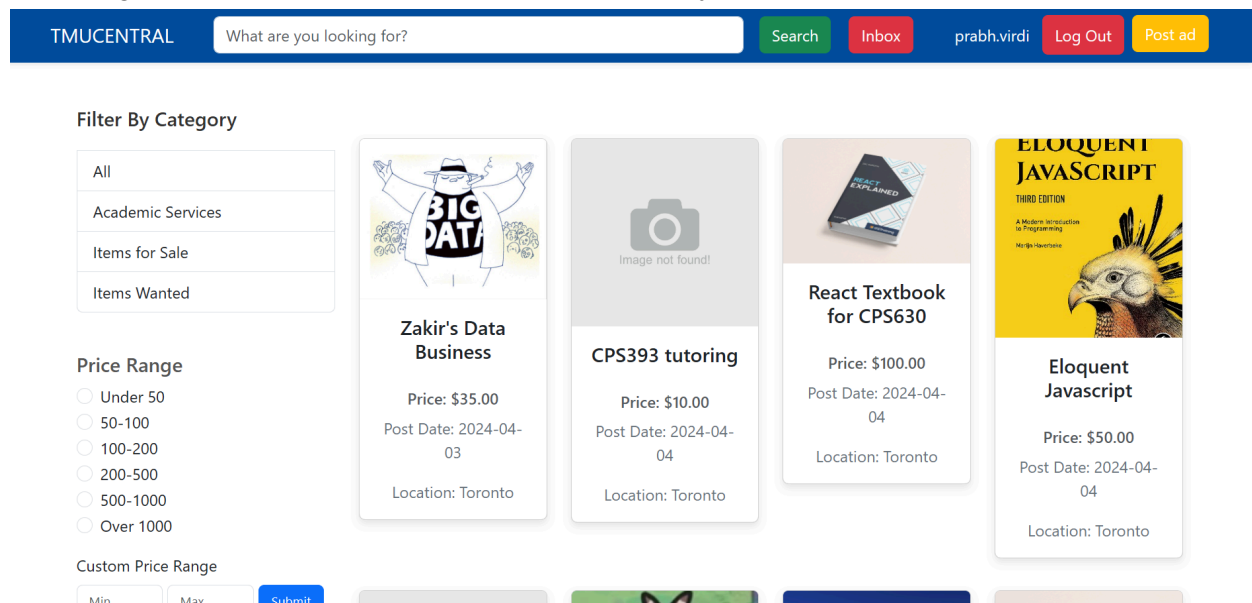 TMUCENTRAL
What are you looking for?
Search
Inbox
prabh.virdi
Log Out
Post ad
Filter By Category
All
Academic Services
Items for Sale
Items Wanted
Price Range
Under 50
50-100
100-200
200-500
500-1000
Over 1000
Custom Price Range
Min
Max
Submit
BIG
DATA
Zakir's Data
Business
Price: $35.00
Post Date: 2024-04-
03
Location: Toronto
Image not found!
CPS393 tutoring
Price: $10.00
Post Date: 2024-04-
04
Location: Toronto
REACT
EXPLAINED
React Textbook
for CPS630
Price: $100.00
Post Date: 2024-04-
04
Location: Toronto
ELOQUENT
JAVASCRIPT
THIRD EDITION
A Modern Introduction
to Programming
Marijn Haverbeke
Eloquent
Javascript
Price: $50.00
Post Date: 2024-04-
04
Location: Toronto